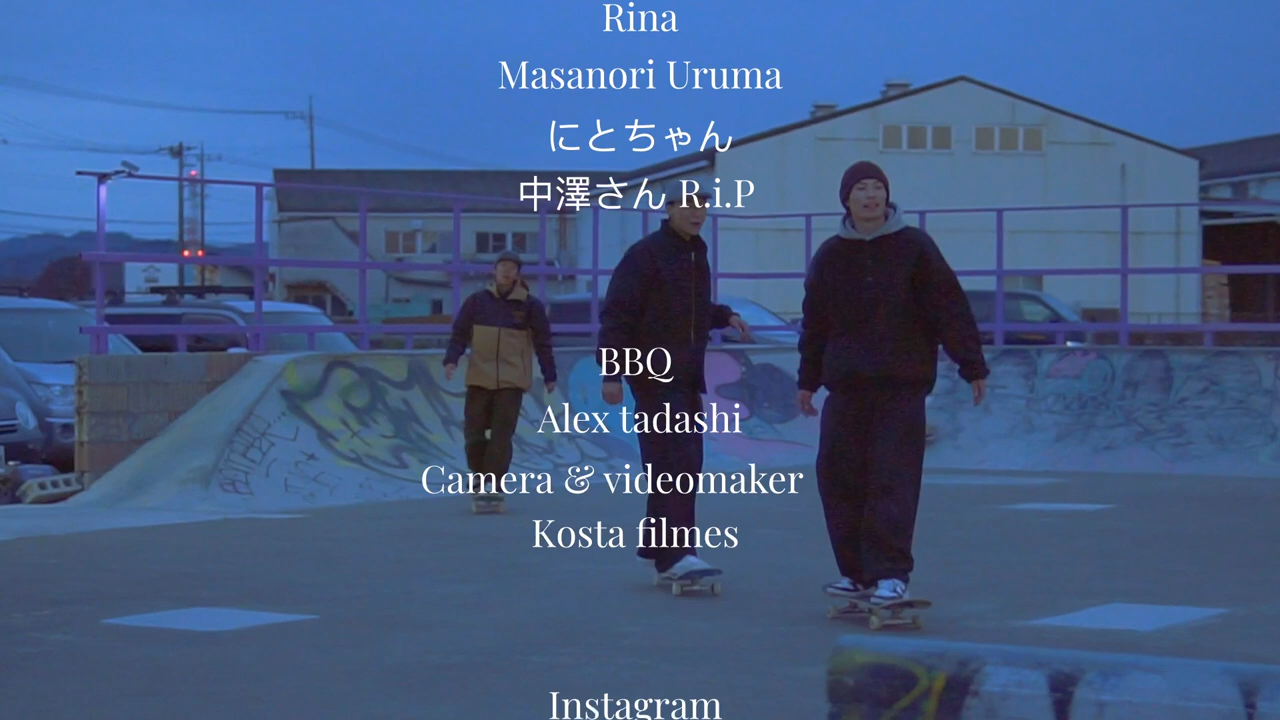 Rina
Masanori Uruma
にとちゃん
中澤さん R.i.P
BBQ
Alex tadashi
Camera & videomaker
Kosta filmes
Instagram